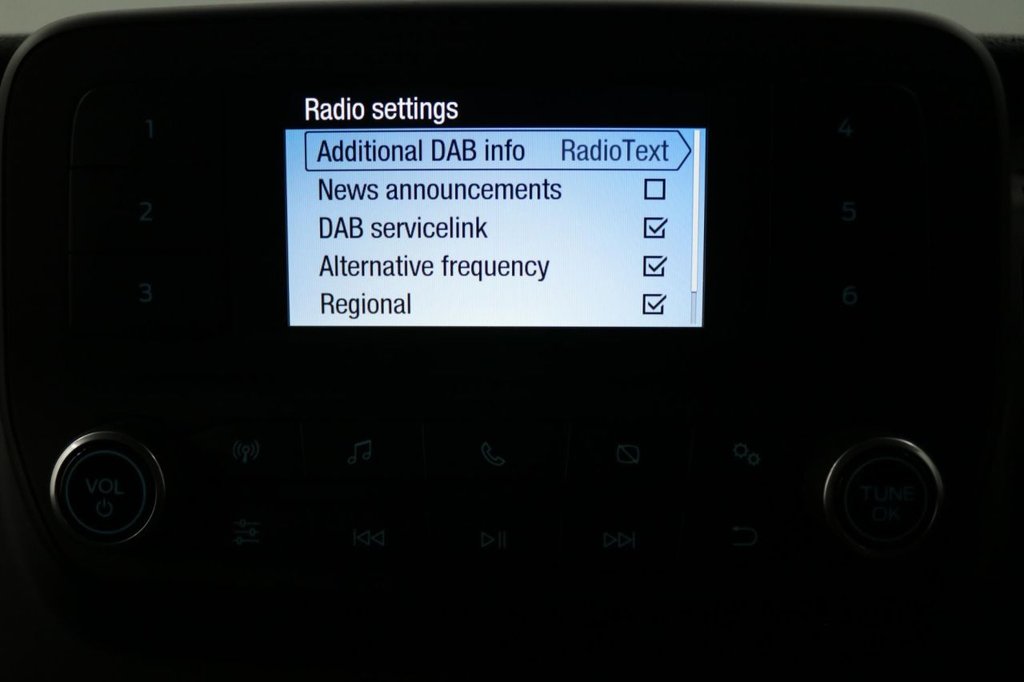 Radio settings
Additional DAB info RadioText
News announcements
DAB servicelink
Alternative frequency
Regional
1
2
3
4
5
6
VOL
TUNE
OK